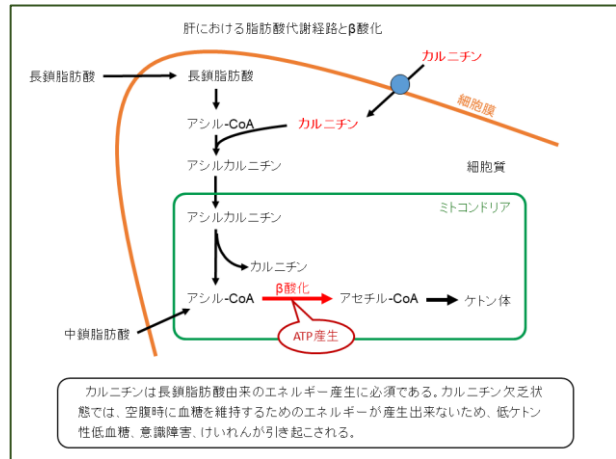 肝における脂肪酸代謝経路とβ酸化
カルニチン
長鎖脂肪酸
長鎖脂肪酸
細胞膜
アシル-CoA
カルニチン
アシルカルニチン
細胞質
ミトコンドリア
アシルカルニチン
カルニチン
β酸化
アシル-CoA
アセチル-CoA
ケトン体
中鎖脂肪酸
ATP産生
カルニチンは長鎖脂肪酸由来のエネルギー産生に必須である。カルニチン欠乏状
態では、空腹時に血糖を維持するためのエネルギーが産生出来ないため、低ケトン
性低血糖、意識障害、けいれんが引き起こされる。